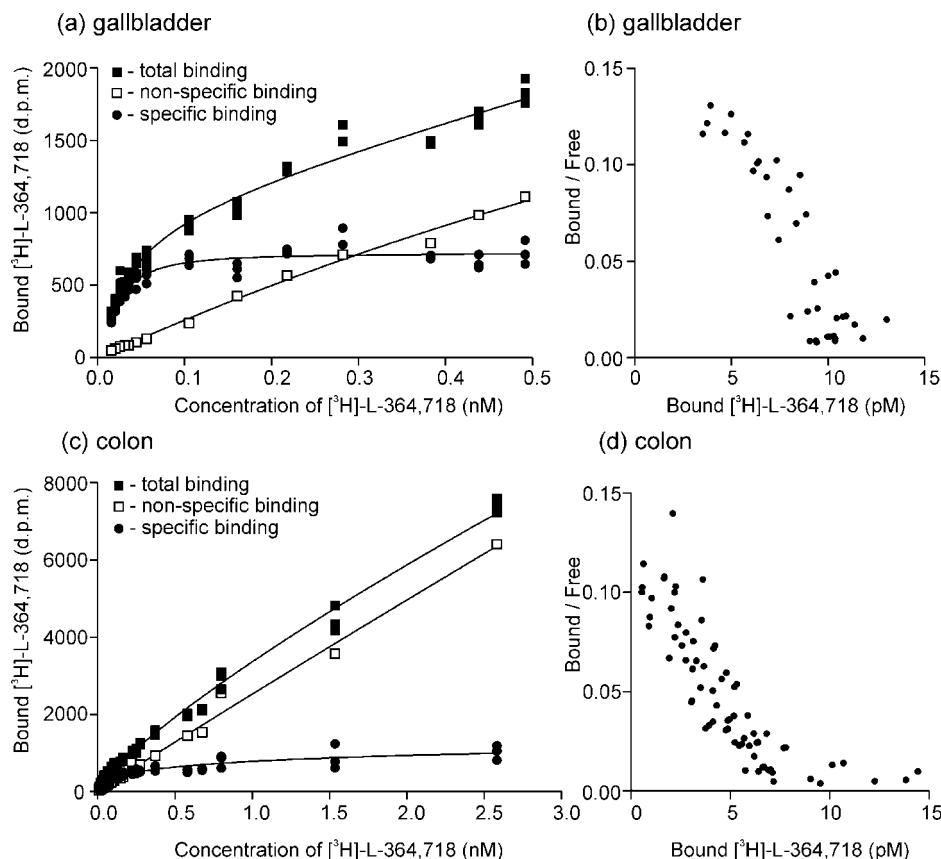 (a) gallbladder
Bound [³H]-L-364,718 (d.p.m.)
2000
1500
1000
500
0
■ - total binding
□ - non-specific binding
● - specific binding
0.0 0.1 0.2 0.3 0.4 0.5
Concentration of [³H]-L-364,718 (nM)
(b) gallbladder
Bound / Free
0.15
0.10
0.05
0.00
0 5 10 15
Bound [³H]-L-364,718 (pM)
(c) colon
Bound [³H]-L-364,718 (d.p.m.)
8000
6000
4000
2000
0
■ - total binding
□ - non-specific binding
● - specific binding
0.0 0.5 1.0 1.5 2.0 2.5 3.0
Concentration of [³H]-L-364,718 (nM)
(d) colon
Bound / Free
0.15
0.10
0.05
0.00
0 5 10 15
Bound [³H]-L-364,718 (pM)